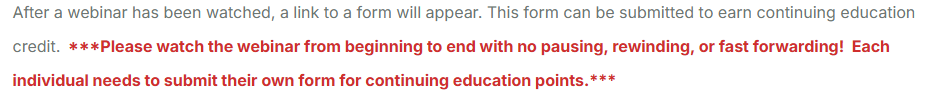 After a webinar has been watched, a link to a form will appear. This form can be submitted to earn continuing education
credit.  ***Please watch the webinar from beginning to end with no pausing, rewinding, or fast forwarding!  Each
individual needs to submit their own form for continuing education points.***